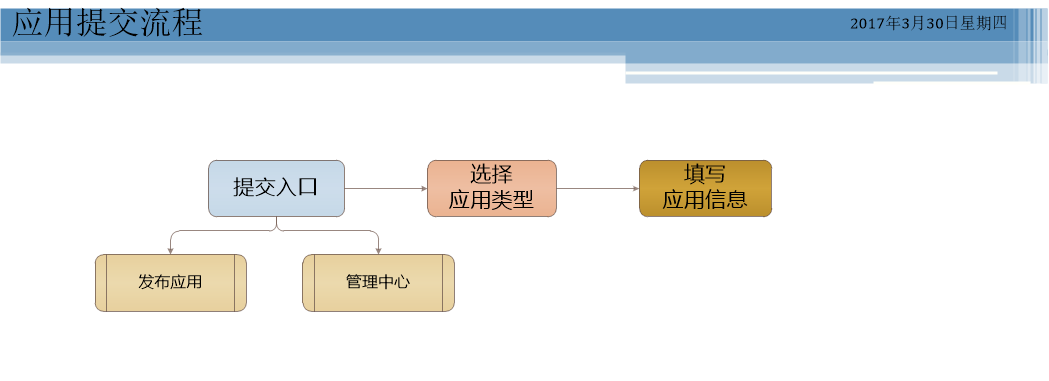 应用提交流程
2017年3月30日星期四
提交入口
选择
应用类型
填写
应用信息
发布应用
管理中心